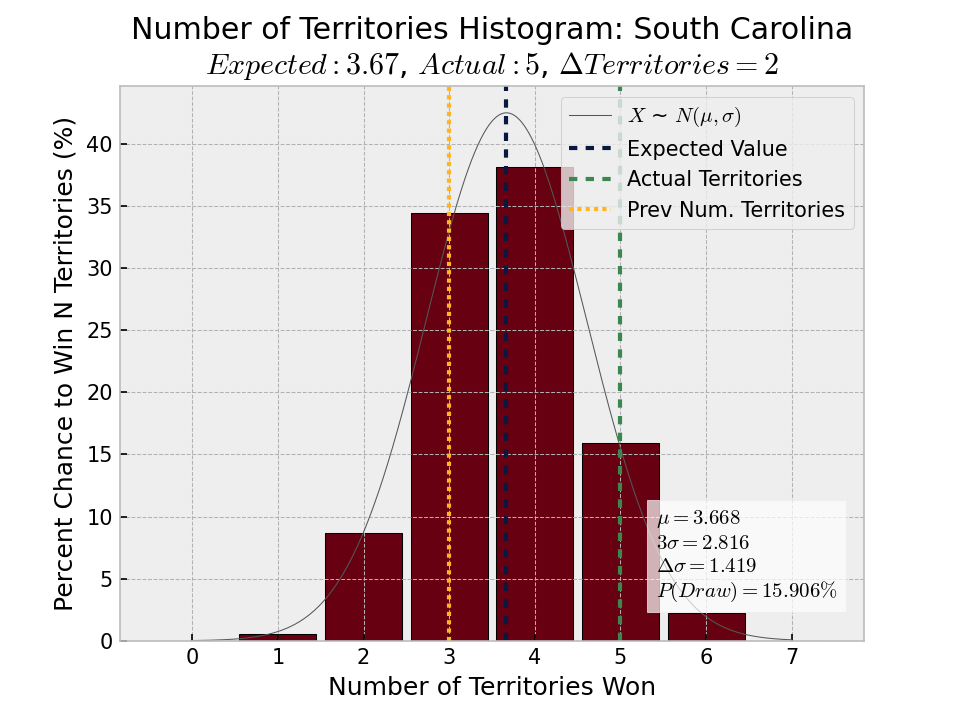 Number of Territories Histogram: South Carolina
Expected : 3.67, Actual : 5, ΔTerritories = 2
Percent Chance to Win N Territories (%)
40
35
30
25
20
15
10
5
0
X ~ N(μ, σ)
Expected Value
Actual Territories
Prev Num. Territories
μ = 3.668
3σ = 2.816
Δσ = 1.419
P(Draw) = 15.906%
0 1 2 3 4 5 6 7
Number of Territories Won